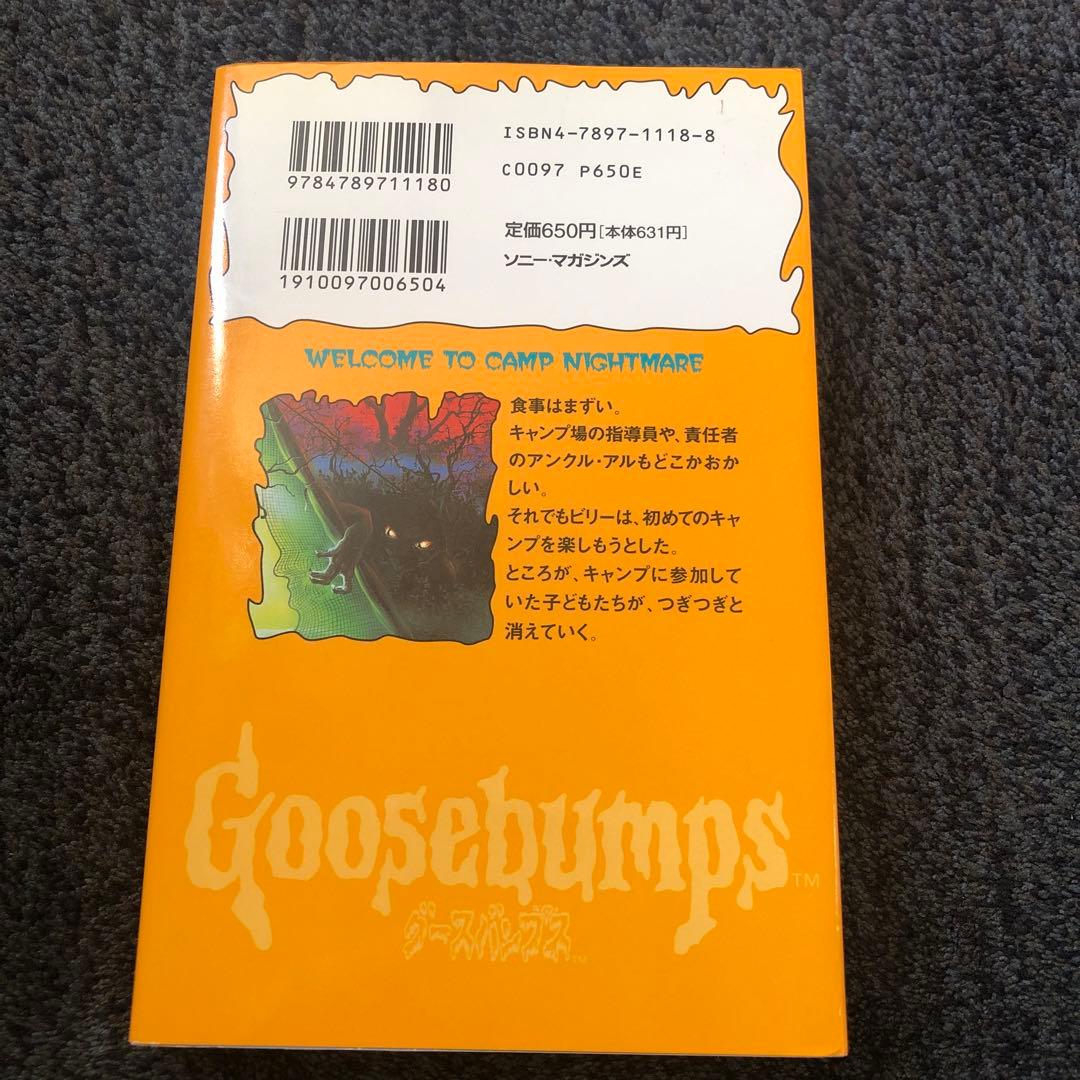 ISBN4-7897-1118-8
9784789711180
C0097 P650E
定価650円[本体631円]
1910097006504
ソニー・マガジンズ
WELCOME TO CAMP NIGHTMARE
食事はまずい。
キャンプ場の指導員や、責任者
のアンクル・アルもどこかおか
しい。
それでもビリーは、初めてのキャ
ンプを楽しもうとした。
ところが、キャンプに参加して
いた子どもたちが、つぎつぎと
消えていく。
Goosebumps™
グースバンプス™